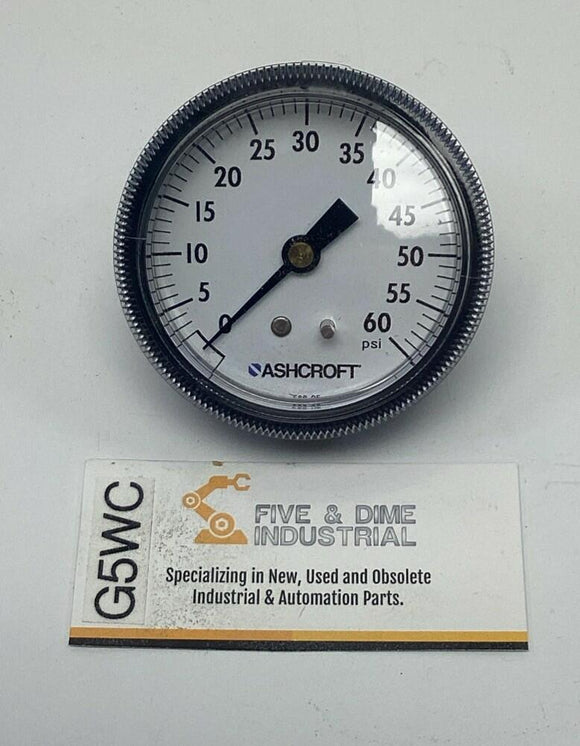 0
5
10
15
20
25
30
35
40
45
50
55
60
psi
ASHCROFT
G5WC
FIVE & DIME
INDUSTRIAL
Specializing in New, Used and Obsolete
Industrial & Automation Parts.